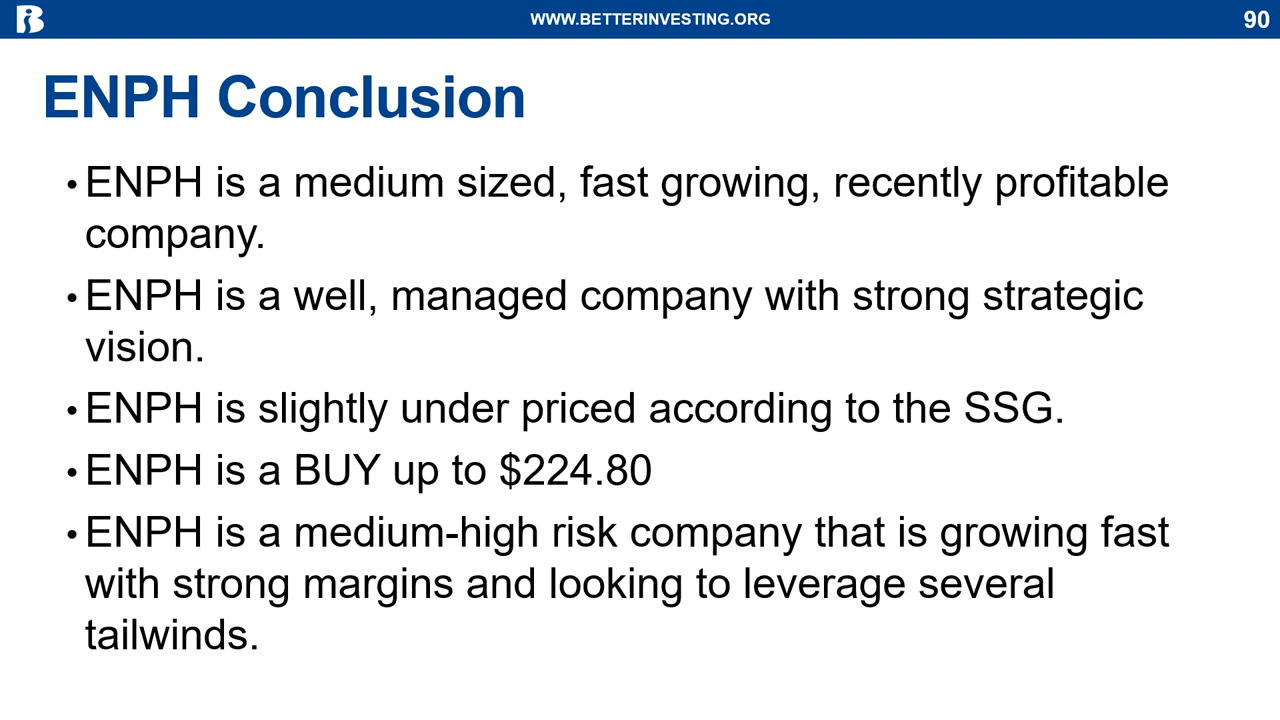 WWW.BETTERINVESTING.ORG
90
ENPH Conclusion
• ENPH is a medium sized, fast growing, recently profitable
company.
• ENPH is a well, managed company with strong strategic
vision.
• ENPH is slightly under priced according to the SSG.
• ENPH is a BUY up to $224.80
• ENPH is a medium-high risk company that is growing fast
with strong margins and looking to leverage several
tailwinds.